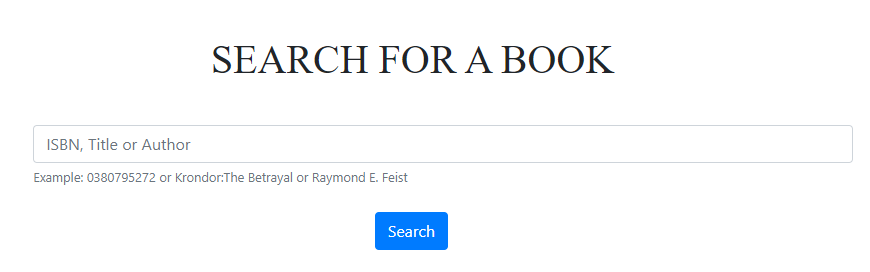 SEARCH FOR A BOOK
ISBN, Title or Author
Example: 0380795272 or Krondor:The Betrayal or Raymond E. Feist
Search